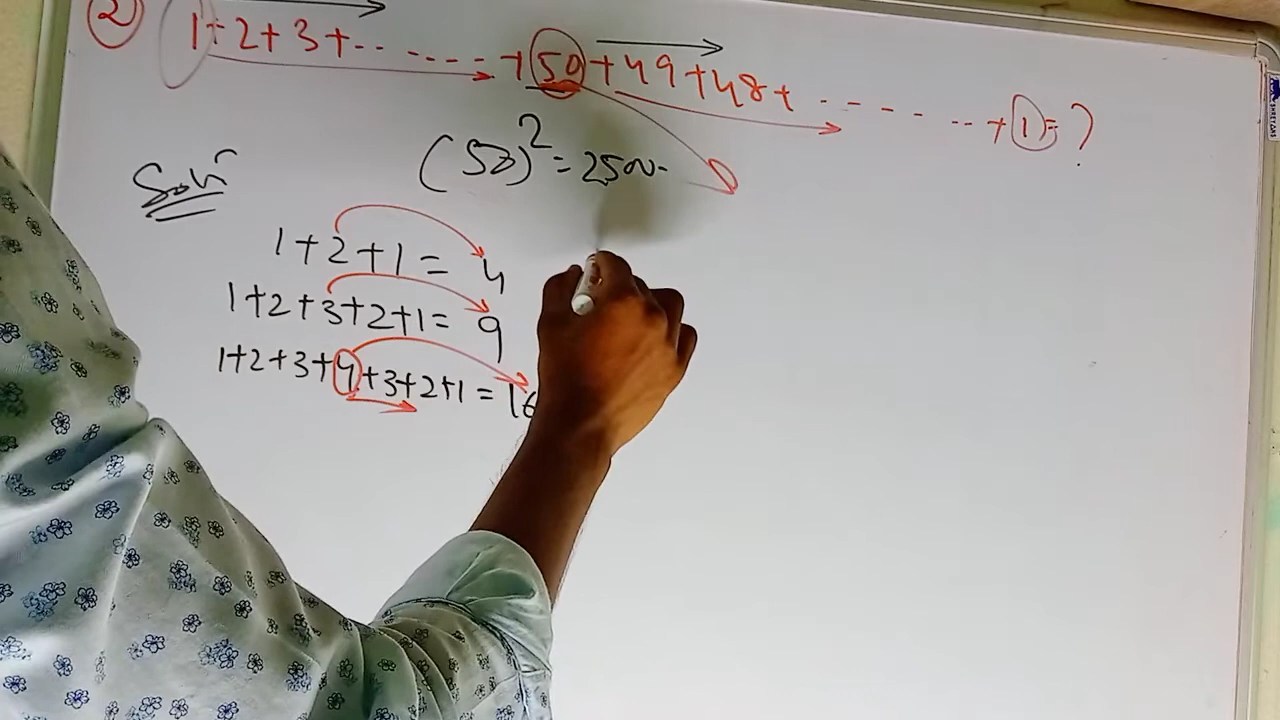 2) 1+2+3+.. ......+50+49+48+ ........+1=?
(50)²=2500
Solⁿ
1+2+1=4
1+2+3+2+1=9
1+2+3+4+3+2+1=16